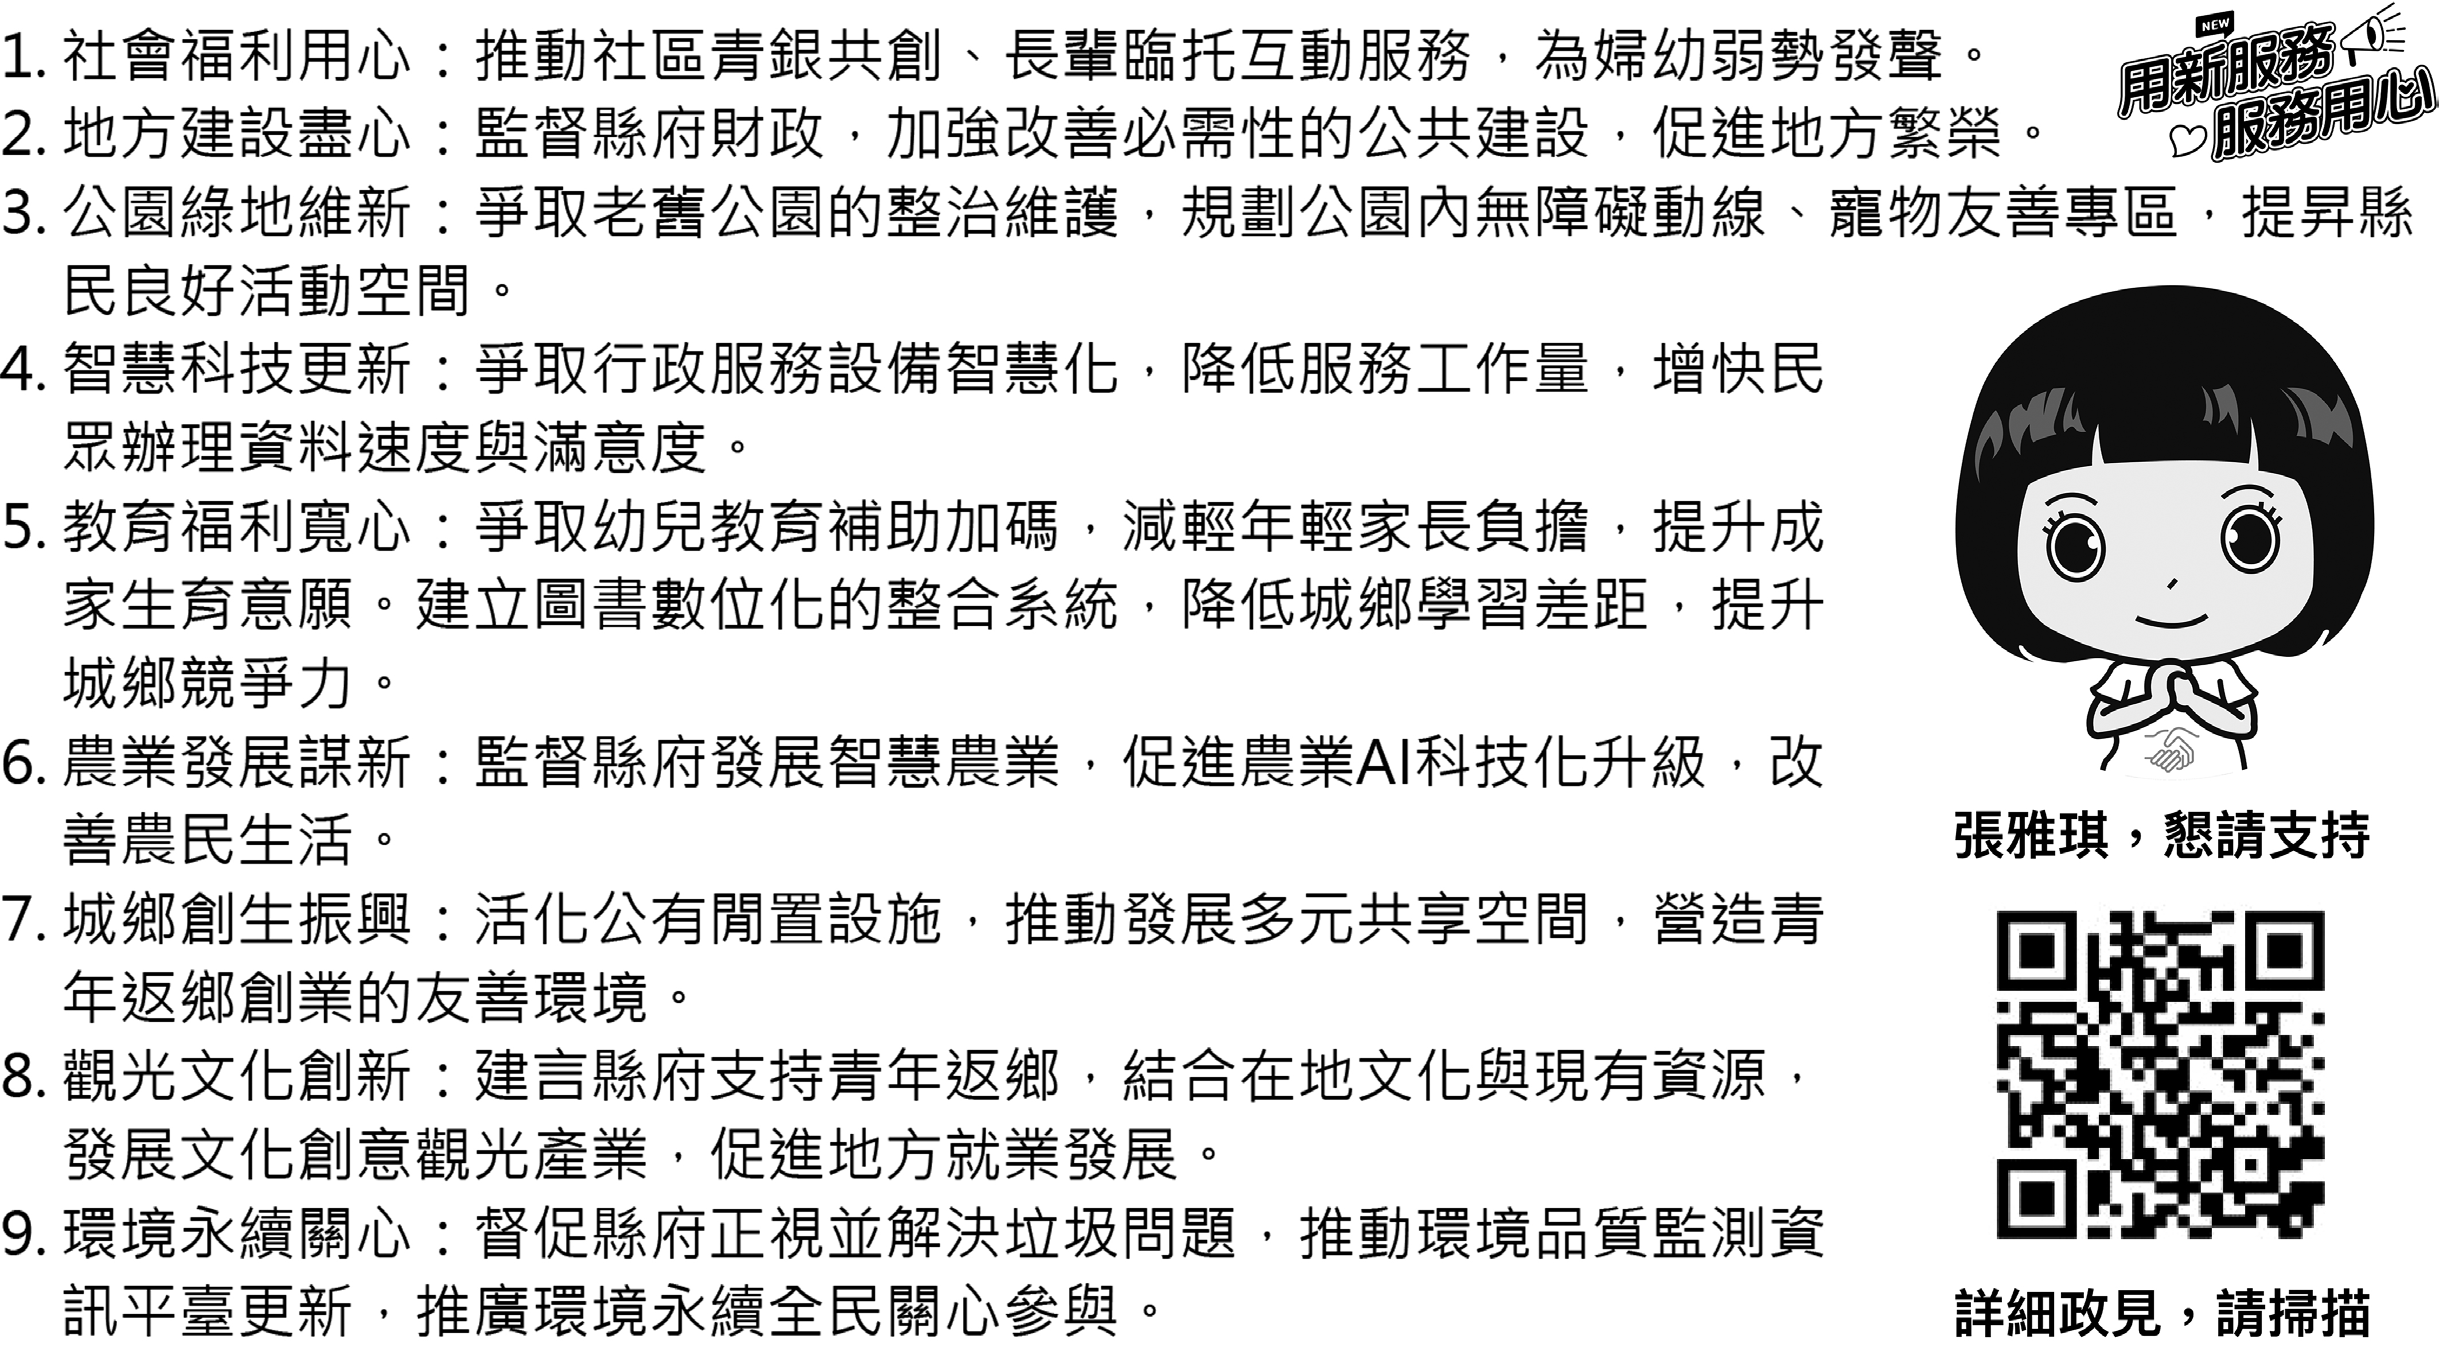 1. 社會福利用心：推動社區青銀共創、長輩臨托互動服務，為婦幼弱勢發聲。
2. 地方建設盡心：監督縣府財政，加強改善必需性的公共建設，促進地方繁榮。
3. 公園綠地維新：爭取老舊公園的整治維護，規劃公園內無障礙動線、寵物友善專區，提昇縣
民良好活動空間。
4. 智慧科技更新：爭取行政服務設備智慧化，降低服務工作量，增快民
眾辦理資料速度與滿意度。
5. 教育福利寬心：爭取幼兒教育補助加碼，減輕年輕家長負擔，提升成
家生育意願。建立圖書數位化的整合系統，降低城鄉學習差距，提升
城鄉競爭力。
6. 農業發展謀新：監督縣府發展智慧農業，促進農業AI科技化升級，改
善農民生活。
7. 城鄉創生振興：活化公有閒置設施，推動發展多元共享空間，營造青
年返鄉創業的友善環境。
8. 觀光文化創新：建言縣府支持青年返鄉，結合在地文化與現有資源，
發展文化創意觀光產業，促進地方就業發展。
9. 環境永續關心：督促縣府正視並解決垃圾問題，推動環境品質監測資
訊平臺更新，推廣環境永續全民關心參與。
NEW
用新服務
服務用心
張雅琪，懇請支持
詳細政見，請掃描